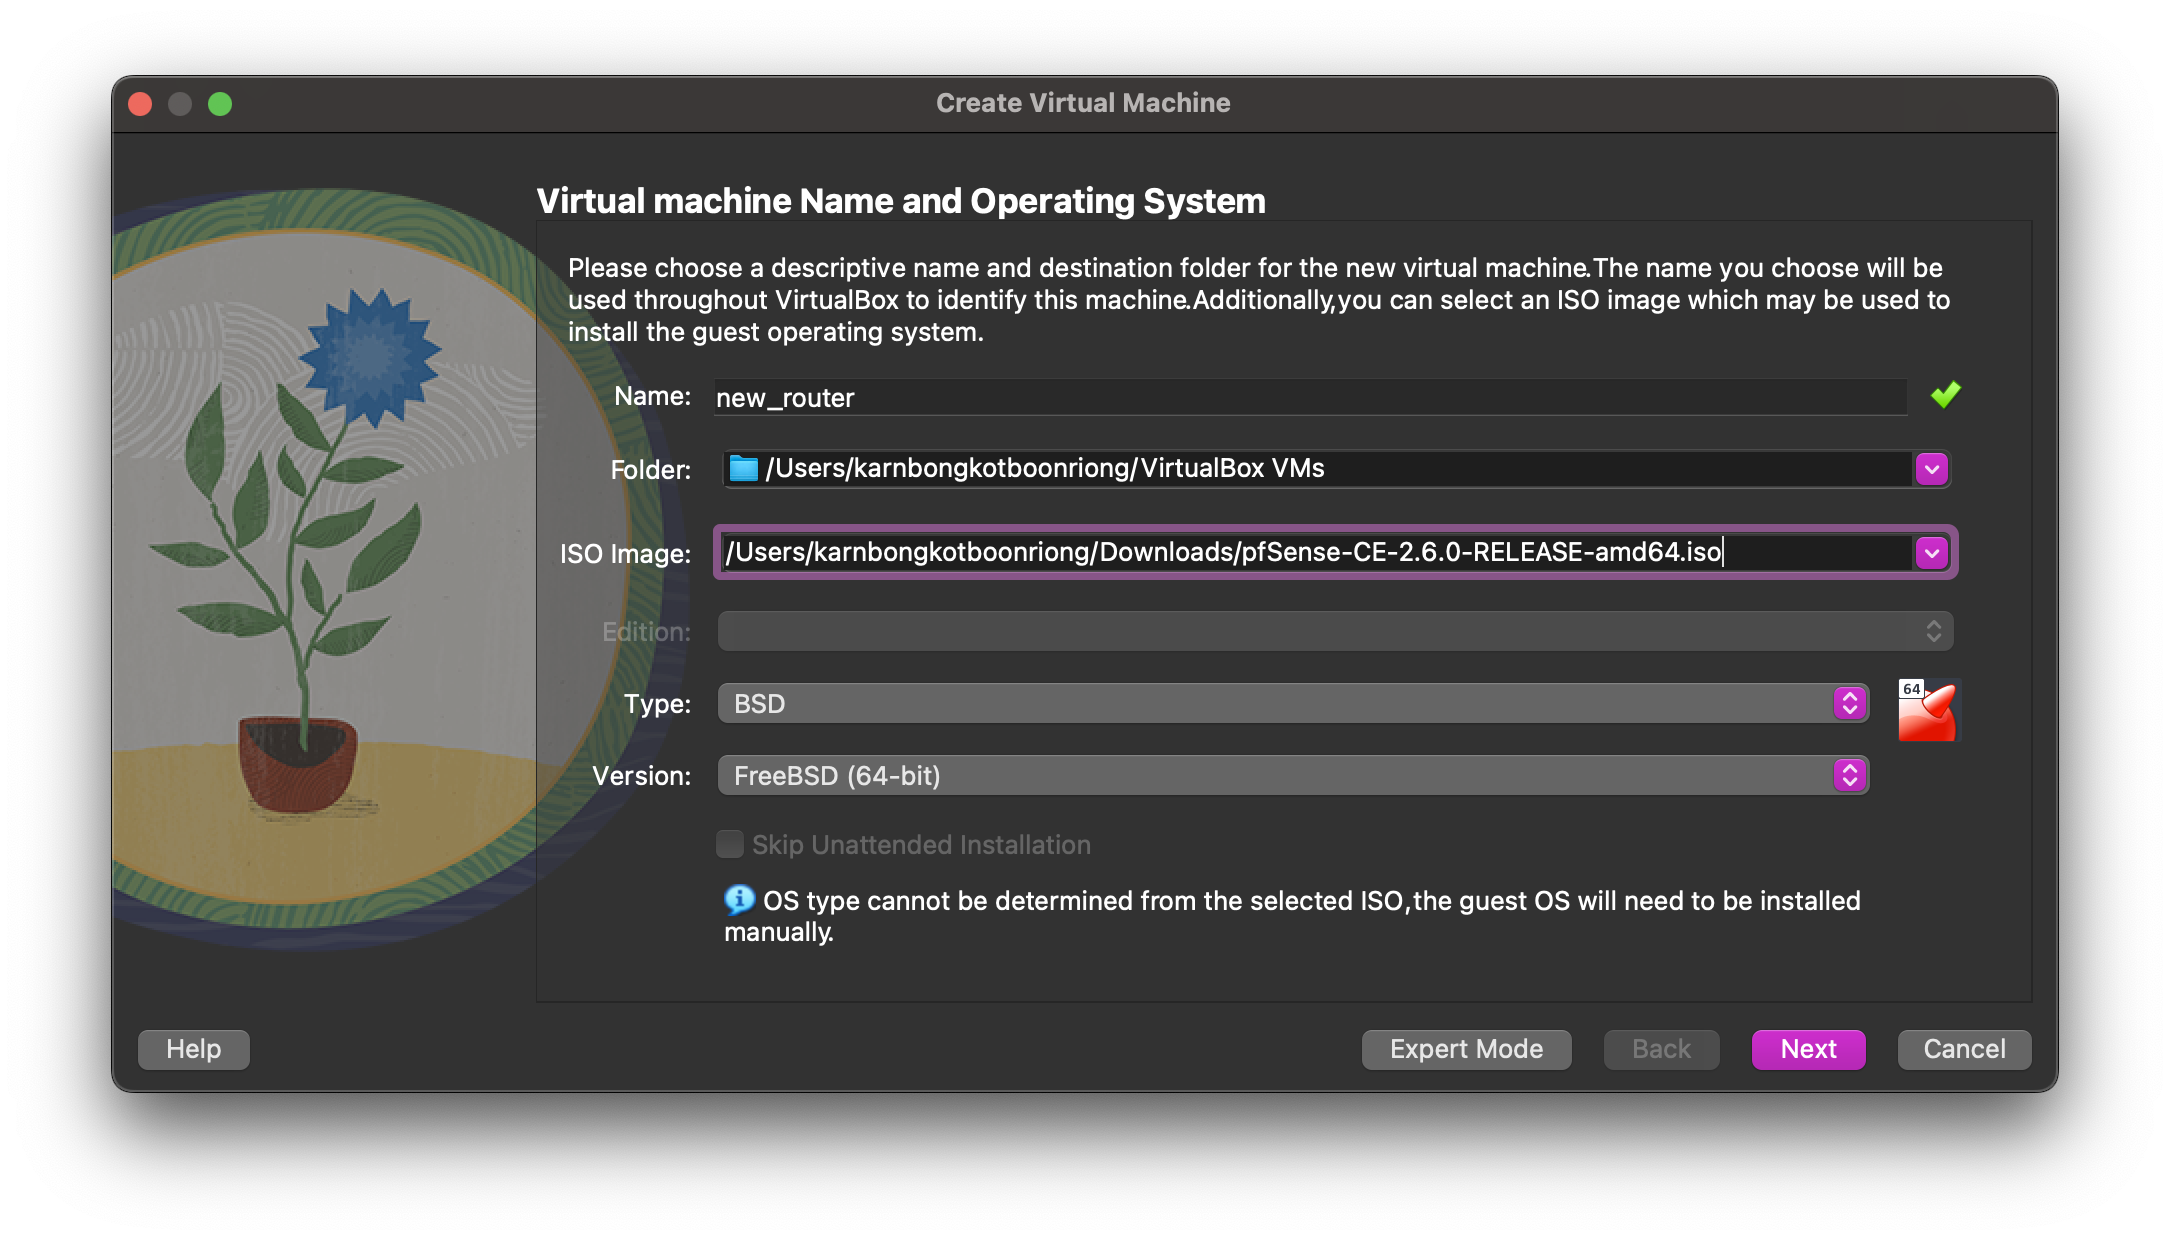 Create Virtual Machine
Virtual machine Name and Operating System
Please choose a descriptive name and destination folder for the new virtual machine.The name you choose will be
used throughout VirtualBox to identify this machine.Additionally,you can select an ISO image which may be used to
install the guest operating system.
Name: new_router
Folder: /Users/karnbongkotboonriong/VirtualBox VMs
ISO Image: /Users/karnbongkotboonriong/Downloads/pfSense-CE-2.6.0-RELEASE-amd64.iso
Edition:
Type: BSD
64
Version: FreeBSD (64-bit)
Skip Unattended Installation
OS type cannot be determined from the selected ISO,the guest OS will need to be installed
manually.
Help Expert Mode Back Next Cancel